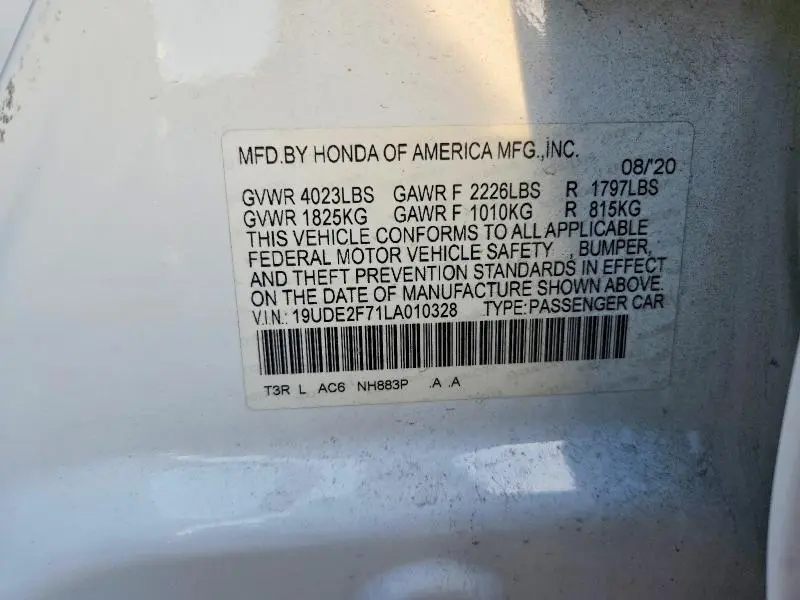 MFD.BY HONDA OF AMERICA MFG.,INC.
08/'20
GVWR 4023LBS GAWR F 2226LBS R 1797LBS
GVWR 1825KG GAWR F 1010KG R 815KG
THIS VEHICLE CONFORMS TO ALL APPLICABLE
FEDERAL MOTOR VEHICLE SAFETY , BUMPER,
AND THEFT PREVENTION STANDARDS IN EFFECT
ON THE DATE OF MANUFACTURE SHOWN ABOVE.
V.I.N.: 19UDE2F71LA010328 TYPE:PASSENGER CAR
T3R L AC6 NH883P .A .A